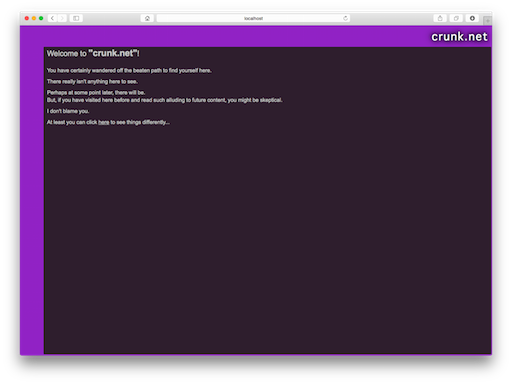 localhost
crunk.net
Welcome to "crunk.net"!
You have certainly wandered off the beaten path to find yourself here.
There really isn't anything here to see.
Perhaps at some point later, there will be.
But, if you have visited here before and read such alluding to future content, you might be skeptical.
I don't blame you.
At least you can click here to see things differently...